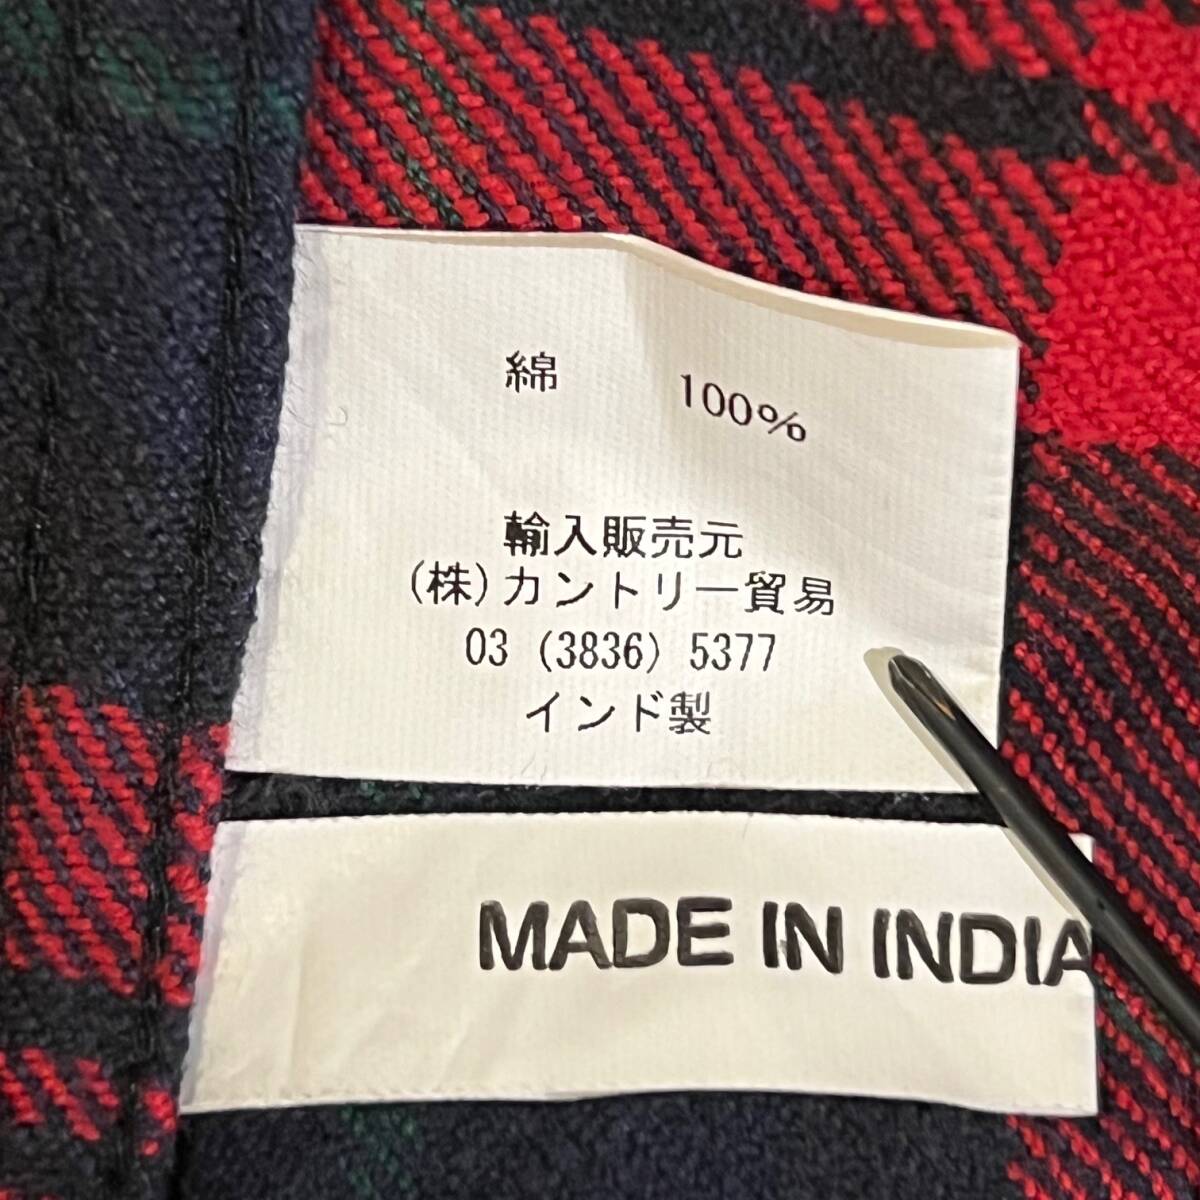 綿 100%
輸入販売元
(株)カントリー貿易
03 (3836) 5377
インド製
MADE IN INDIA